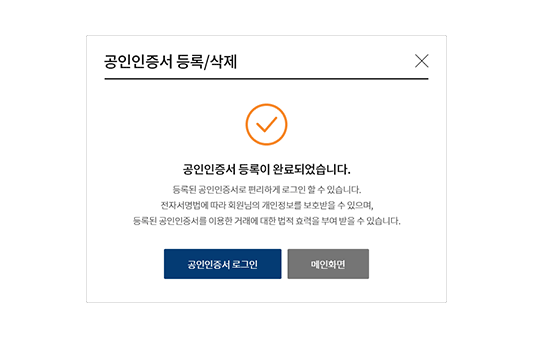 공인인증서 등록/삭제
공인인증서 등록이 완료되었습니다.
등록된 공인인증서로 편리하게 로그인 할 수 있습니다.
전자서명법에 따라 회원님의 개인정보를 보호받을 수 있으며,
등록된 공인인증서를 이용한 거래에 대한 법적 효력을 부여 받을 수 있습니다.
공인인증서 로그인
메인화면